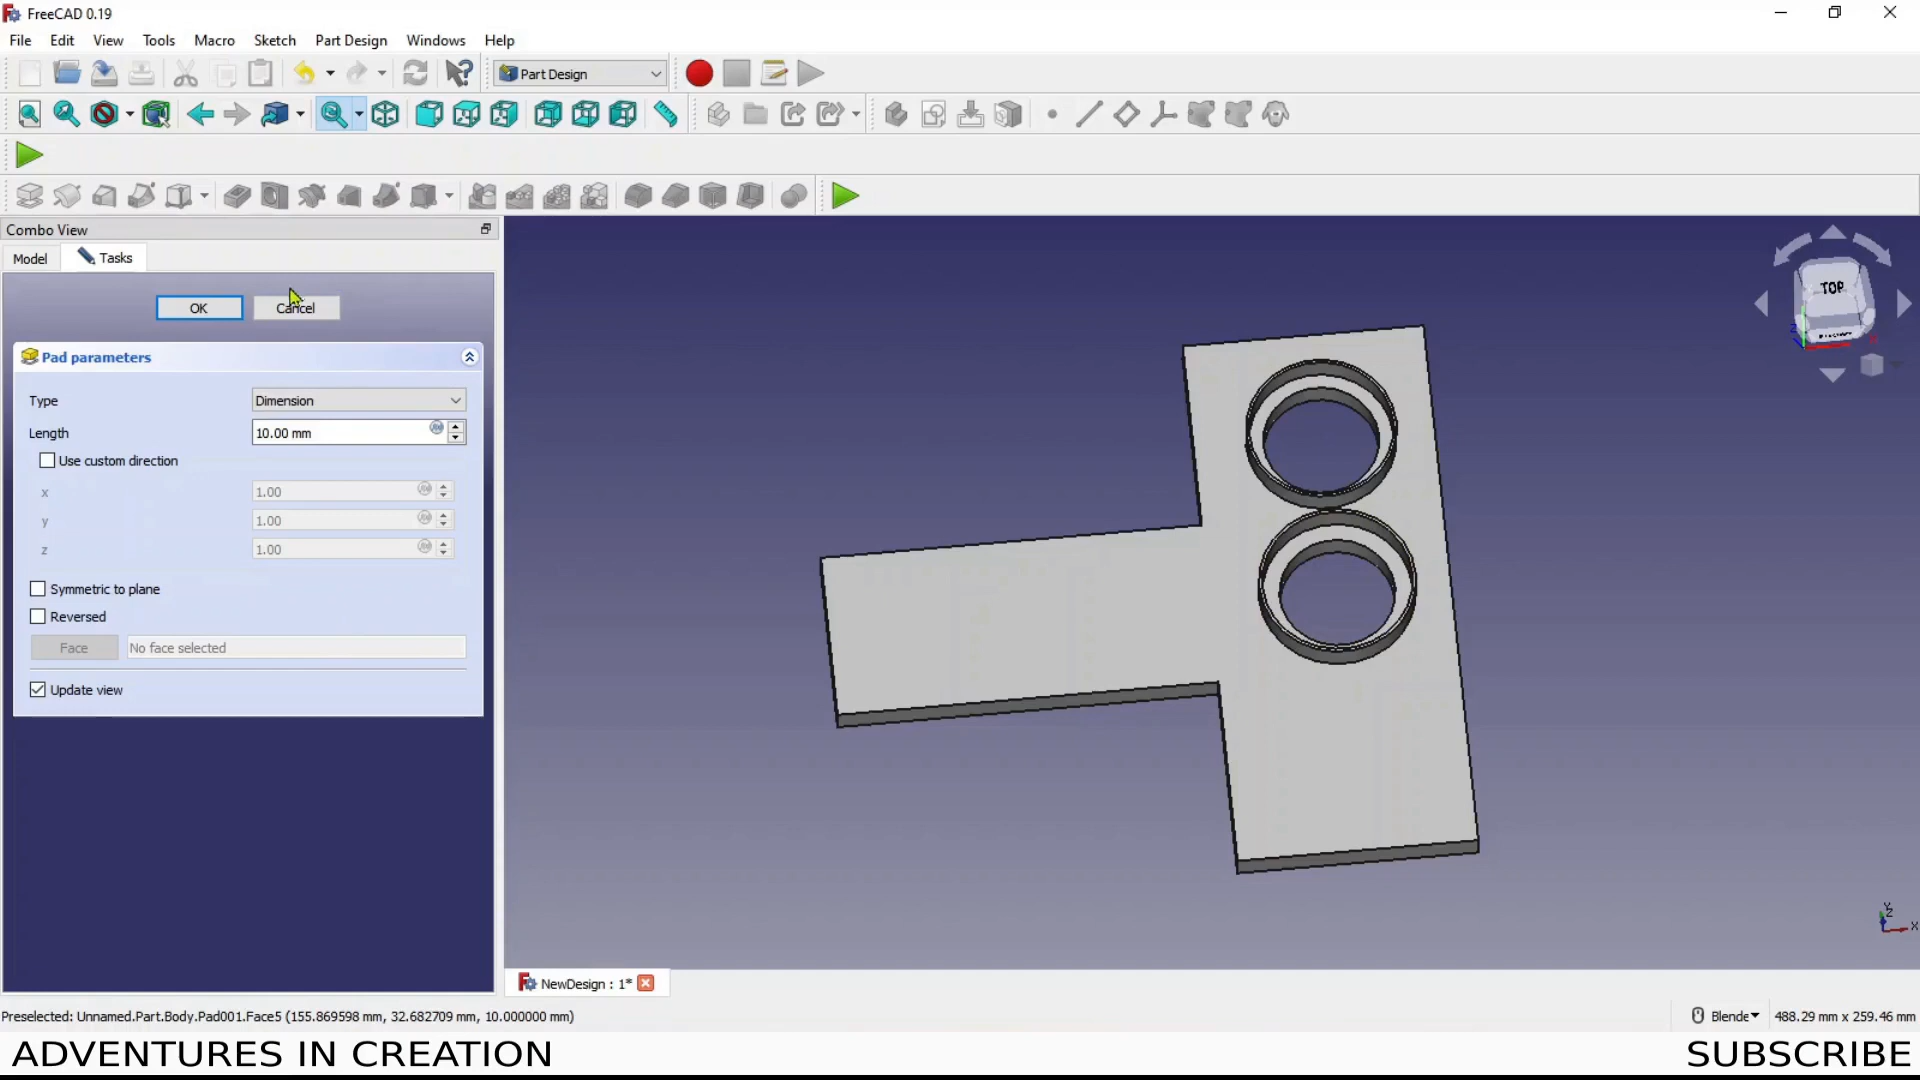 FreeCAD 0.19
File Edit View Tools Macro Sketch Part Design Windows Help
Part Design
Combo View
Model Tasks
OK Cancel
Pad parameters
Type Dimension
Length 10.00 mm
Use custom direction
x 1.00
y 1.00
z 1.00
Symmetric to plane
Reversed
Face No face selected
Update view
TOP
Y
Z
X
NewDesign : 1*
Preselected: Unnamed.Part.Body.Pad001.Face5 (155.869598 mm, 32.682709 mm, 10.000000 mm)
Blende 488.29 mm x 259.46 mm
ADVENTURES IN CREATION SUBSCRIBE